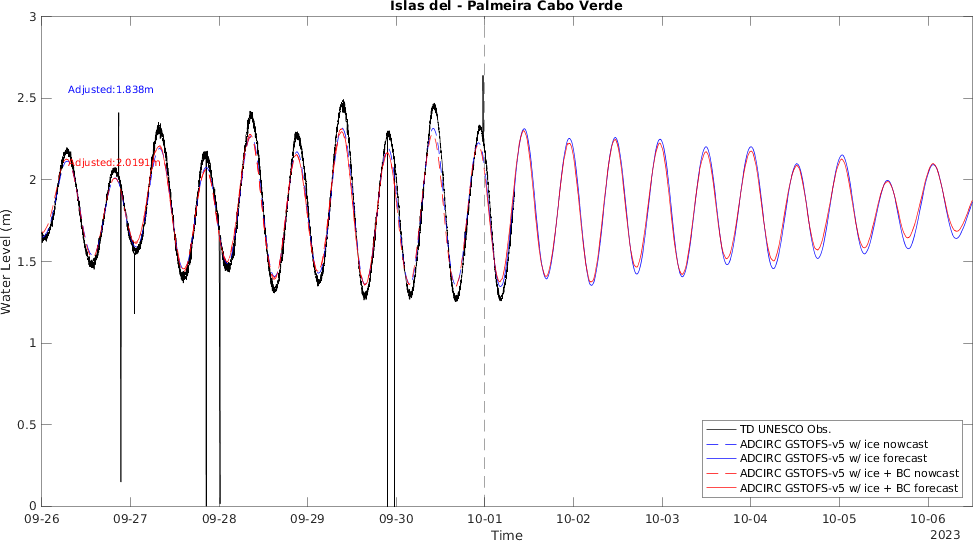 Islas del - Palmeira Cabo Verde
3
2.5
2
1.5
1
0.5
0
Water Level (m)
Adjusted:1.838m
Adjusted:2.0191m
TD UNESCO Obs.
ADCIRC GSTOFS-v5 w/ ice nowcast
ADCIRC GSTOFS-v5 w/ ice forecast
ADCIRC GSTOFS-v5 w/ ice + BC nowcast
ADCIRC GSTOFS-v5 w/ ice + BC forecast
09-26 09-27 09-28 09-29 09-30 10-01 10-02 10-03 10-04 10-05 10-06
Time
2023